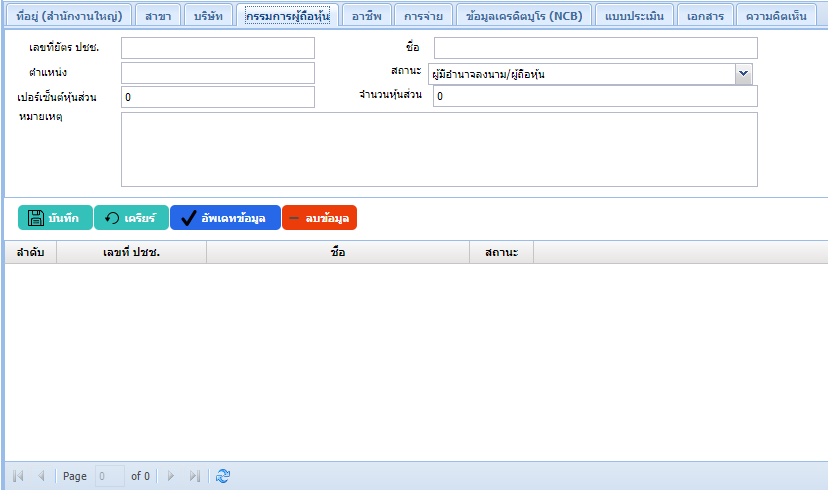 ที่อยู่ (สำนักงานใหญ่) สาขา บริษัท กรรมการผู้ถือหุ้น อาชีพ การจ่าย ข้อมูลเครดิตบูโร (NCB) แบบประเมิน เอกสาร ความคิดเห็น
เลขที่บัตร ปชช. ชื่อ
ตำแหน่ง สถานะ ผู้มีอำนาจลงนาม/ผู้ถือหุ้น
เปอร์เซ็นต์หุ้นส่วน 0 จำนวนหุ้นส่วน 0
หมายเหตุ
บันทึก เครียร์ อัพเดทข้อมูล ลบข้อมูล
ลำดับ เลขที่ ปชช. ชื่อ สถานะ
Page 0 of 0